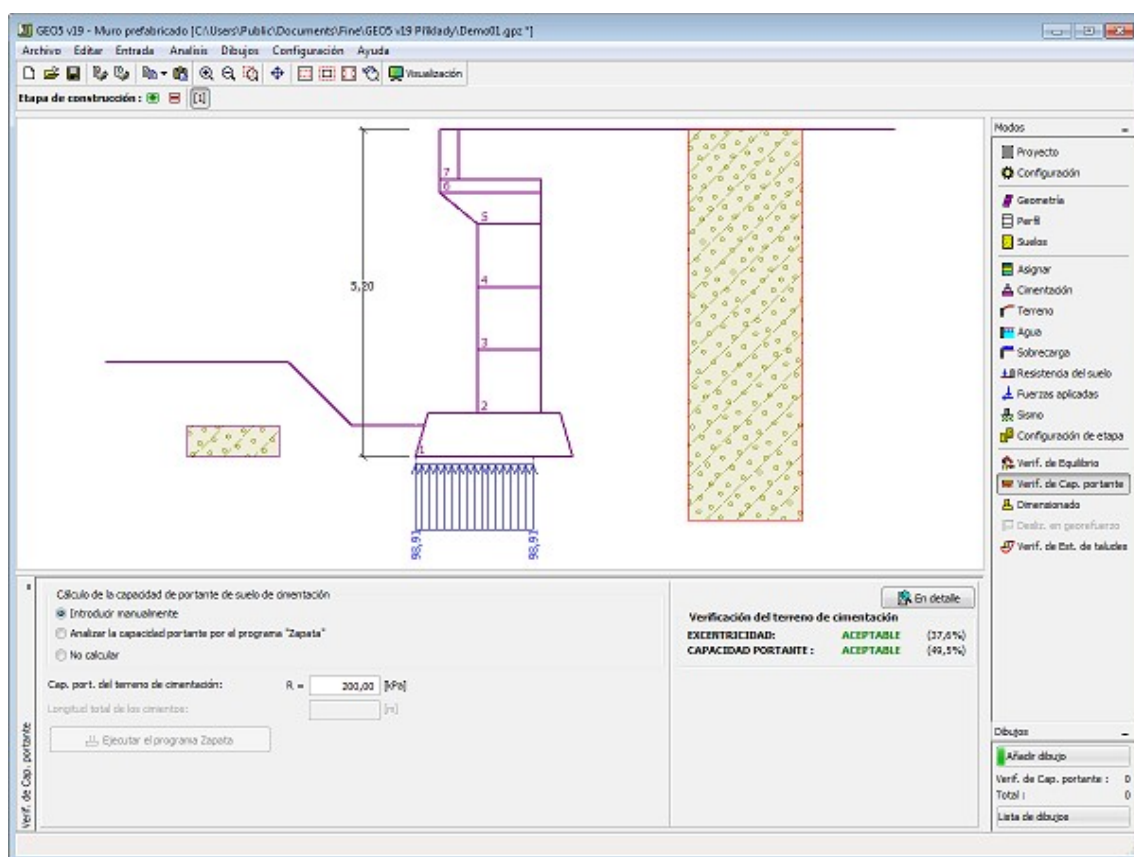 GEO5 v19 - Muro prefabricado [C:\Users\Public\Documents\Fine\GEO5 v19 Příklady\Demo01.gpz *]
Archivo Editar Entrada Analisis Dibujos Configuración Ayuda
Visualización
Etapa de construcción : [1]
5,20
7
6
5
4
3
2
1
98,91 98,91
Modos
Proyecto
Configuración
Geometría
Perfil
Suelos
Asignar
Cimentación
Terreno
Agua
Sobrecarga
Resistencia del suelo
Fuerzas aplicadas
Sismo
Configuración de etapa
Verif. de Equilibrio
Verif. de Cap. portante
Dimensionado
Desliz. en georefuerzo
Verif. de Est. de taludes
Dibujos
Añadir dibujo
Verif. de Cap. portante : 0
Total : 0
Lista de dibujos
Verif. de Cap. portante
Cálculo de la capacidad de portante de suelo de cimentación
Introducir manualmente
Analizar la capacidad portante por el programa "Zapata"
No calcular
Cap. port. del terreno de cimentación: R = 200,00 [kPa]
Longitud total de los cimentos: [m]
Ejecutar el programa Zapata
En detalle
Verificación del terreno de cimentación
EXCENTRICIDAD: ACEPTABLE (37,6%)
CAPACIDAD PORTANTE : ACEPTABLE (49,5%)